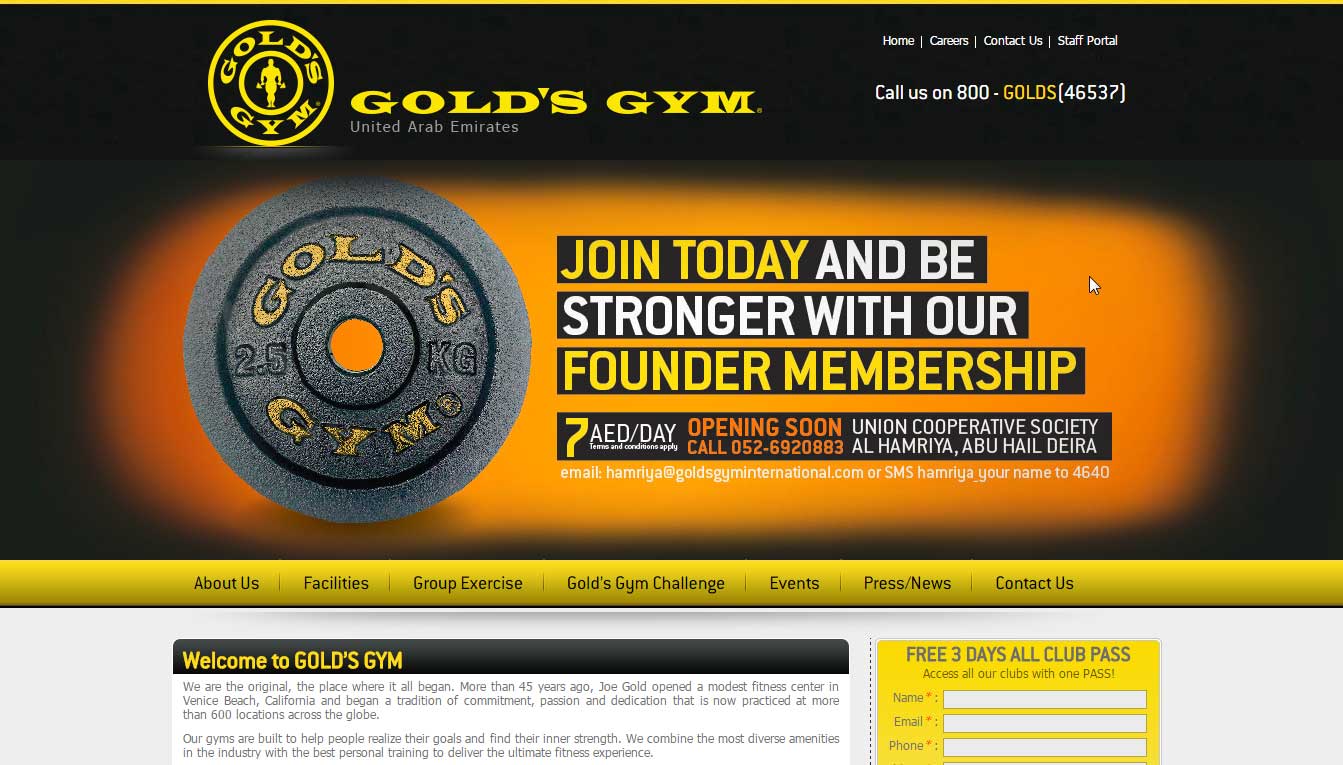 GOLD'S GYM®
Home | Careers | Contact Us | Staff Portal
Call us on 800 - GOLDS(46537)
GOLD'S GYM®
United Arab Emirates
GOLD'S
2.5 KG
GYM®
JOIN TODAY AND BE
STRONGER WITH OUR
FOUNDER MEMBERSHIP
7 AED/DAY
Terms and conditions apply
OPENING SOON
CALL 052-6920883
UNION COOPERATIVE SOCIETY
AL HAMRIYA, ABU HAIL DEIRA
email: hamriya@goldsgyminternational.com or SMS hamriya_your name to 4640
About Us Facilities Group Exercise Gold's Gym Challenge Events Press/News Contact Us
Welcome to GOLD'S GYM
We are the original, the place where it all began. More than 45 years ago, Joe Gold opened a modest fitness center in
Venice Beach, California and began a tradition of commitment, passion and dedication that is now practiced at more
than 600 locations across the globe.
Our gyms are built to help people realize their goals and find their inner strength. We combine the most diverse amenities
in the industry with the best personal training to deliver the ultimate fitness experience.
FREE 3 DAYS ALL CLUB PASS
Access all our clubs with one PASS!
Name * :
Email * :
Phone * :